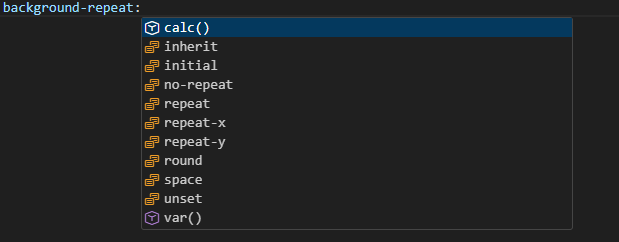 background-repeat:
calc()
inherit
initial
no-repeat
repeat
repeat-x
repeat-y
round
space
unset
var()